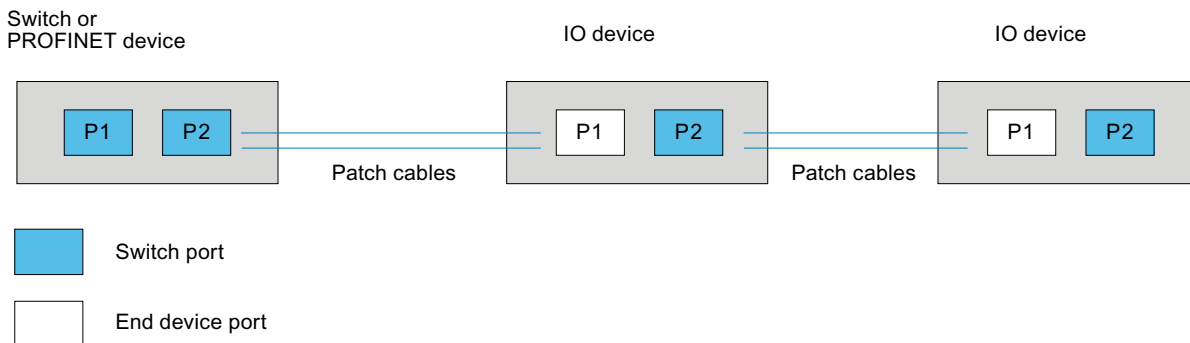 Switch or
PROFINET device
IO device
IO device
P1
P2
P1
P2
P1
P2
Patch cables
Patch cables
Switch port
End device port